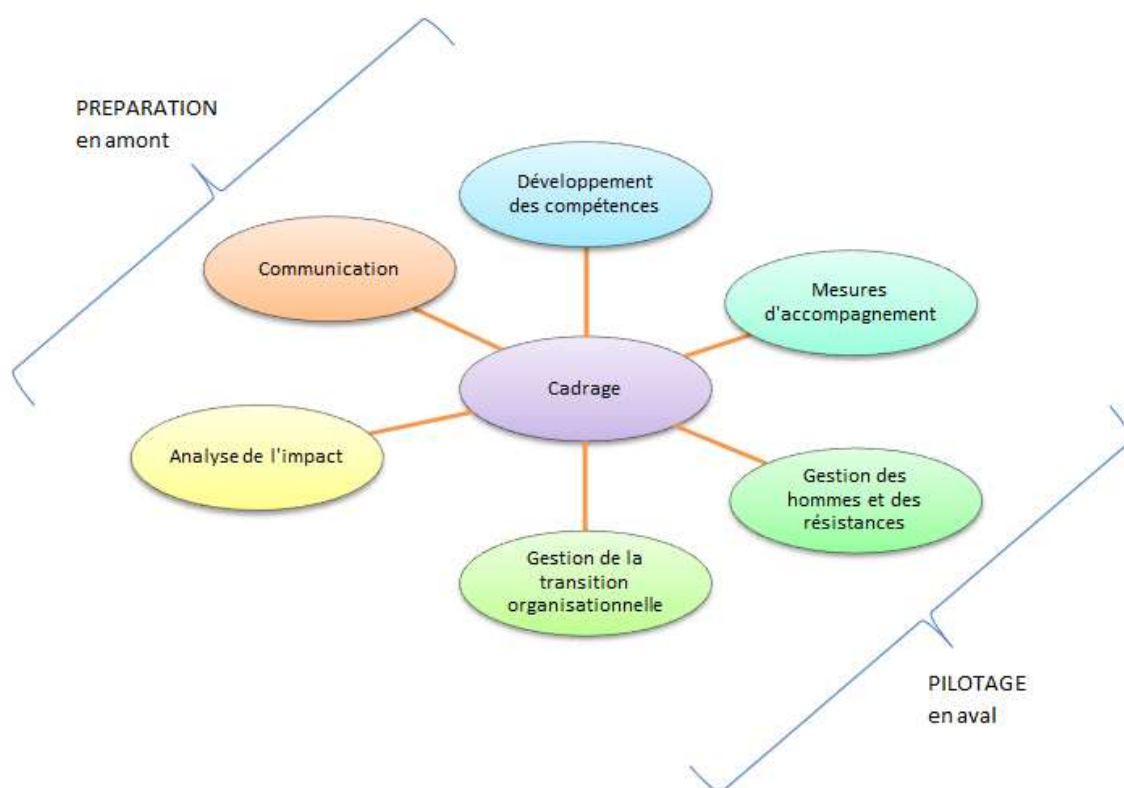 PREPARATION
en amont
Développement
des compétences
Communication
Mesures
d'accompagnement
Cadrage
Analyse de l'impact
Gestion des
hommes et des
résistances
Gestion de la
transition
organisationnelle
PILOTAGE
en aval